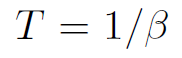 T = 1/β